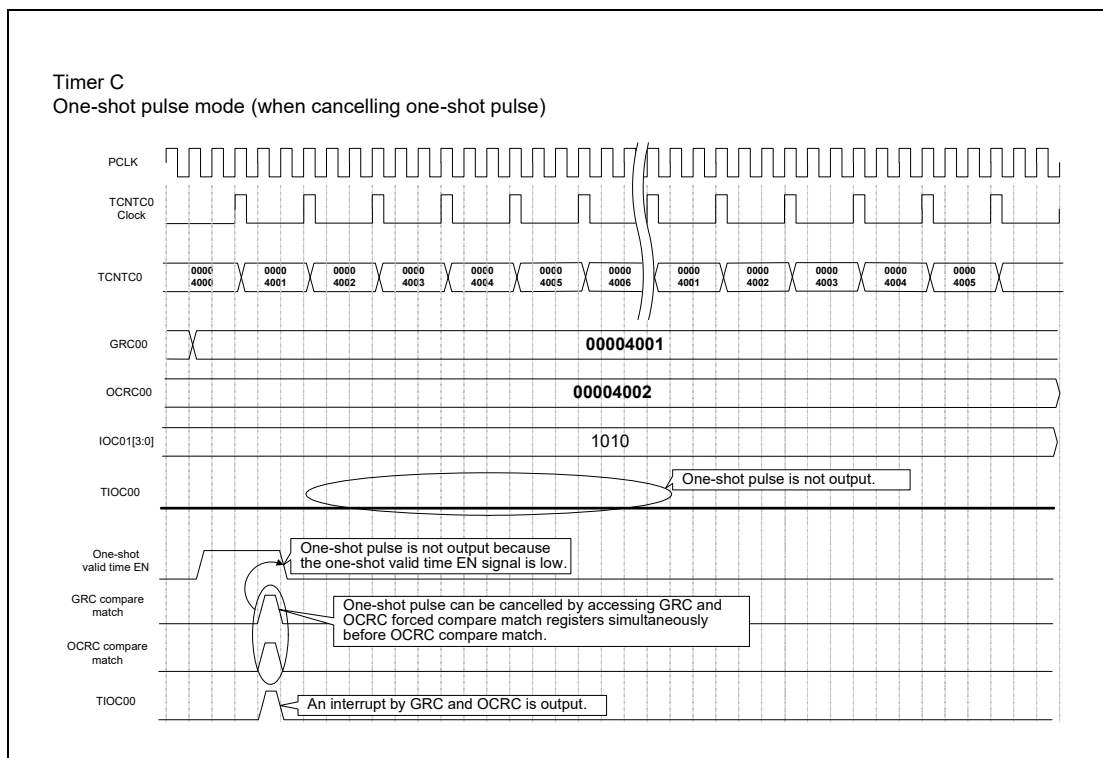 Timer C
One-shot pulse mode (when cancelling one-shot pulse)
PCLK
TCNTC0
Clock
TCNTC0
0000
4000
0000
4001
0000
4002
0000
4003
0000
4004
0000
4005
0000
4006
0000
4001
0000
4002
0000
4003
0000
4004
0000
4005
GRC00
00004001
OCRC00
00004002
IOC01[3:0]
1010
One-shot pulse is not output.
TIOC00
One-shot
valid time EN
One-shot pulse is not output because
the one-shot valid time EN signal is low.
GRC compare
match
One-shot pulse can be cancelled by accessing GRC and
OCRC forced compare match registers simultaneously
before OCRC compare match.
OCRC compare
match
TIOC00
An interrupt by GRC and OCRC is output.